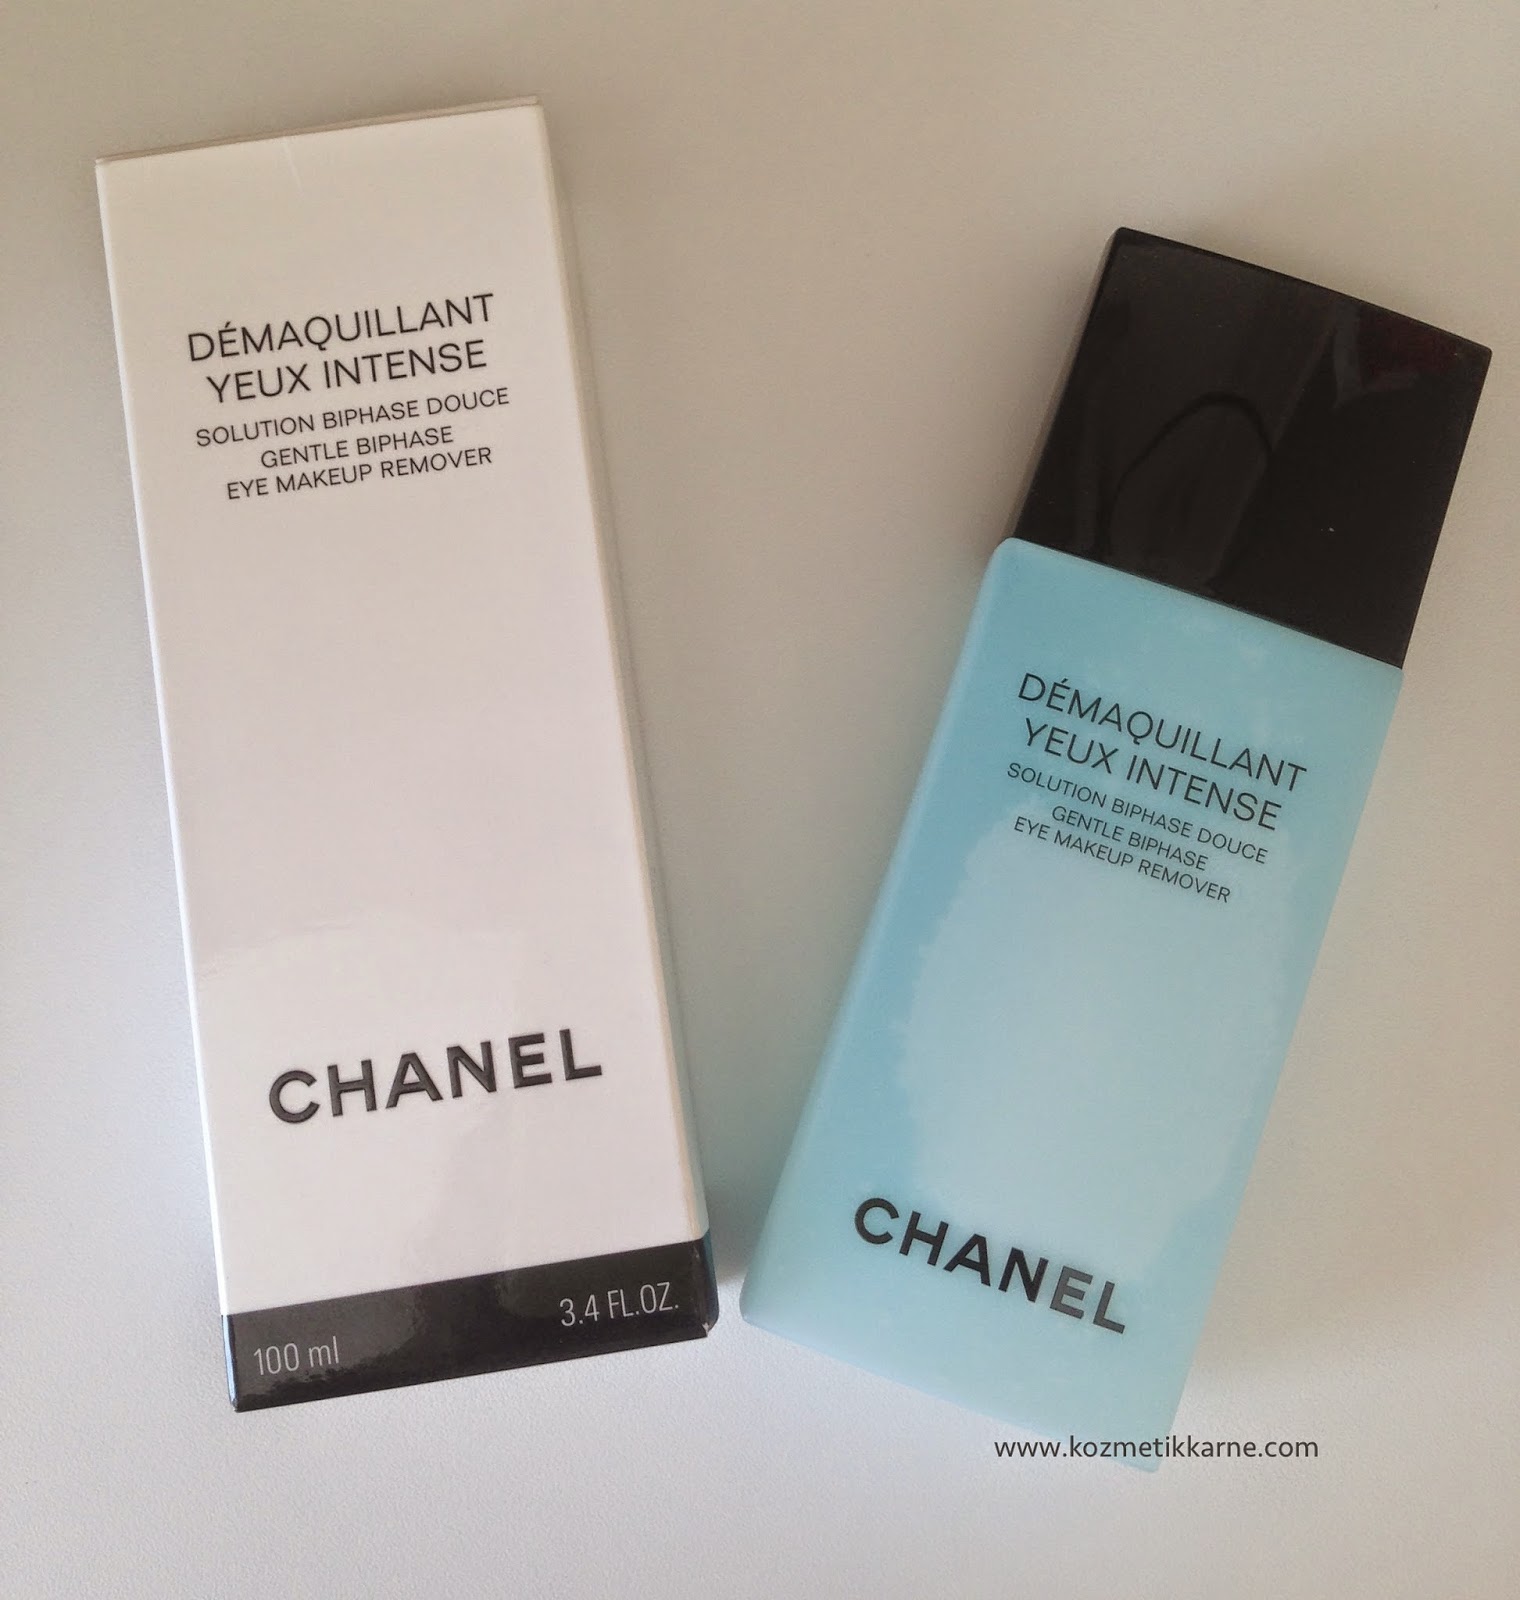 DÉMAQUILLANT
YEUX INTENSE
SOLUTION BIPHASE DOUCE
GENTLE BIPHASE
EYE MAKEUP REMOVER
CHANEL
100 ml
3.4 FL.OZ.
DÉMAQUILLANT
YEUX INTENSE
SOLUTION BIPHASE DOUCE
GENTLE BIPHASE
EYE MAKEUP REMOVER
CHANEL
www.kozmetikkarne.com